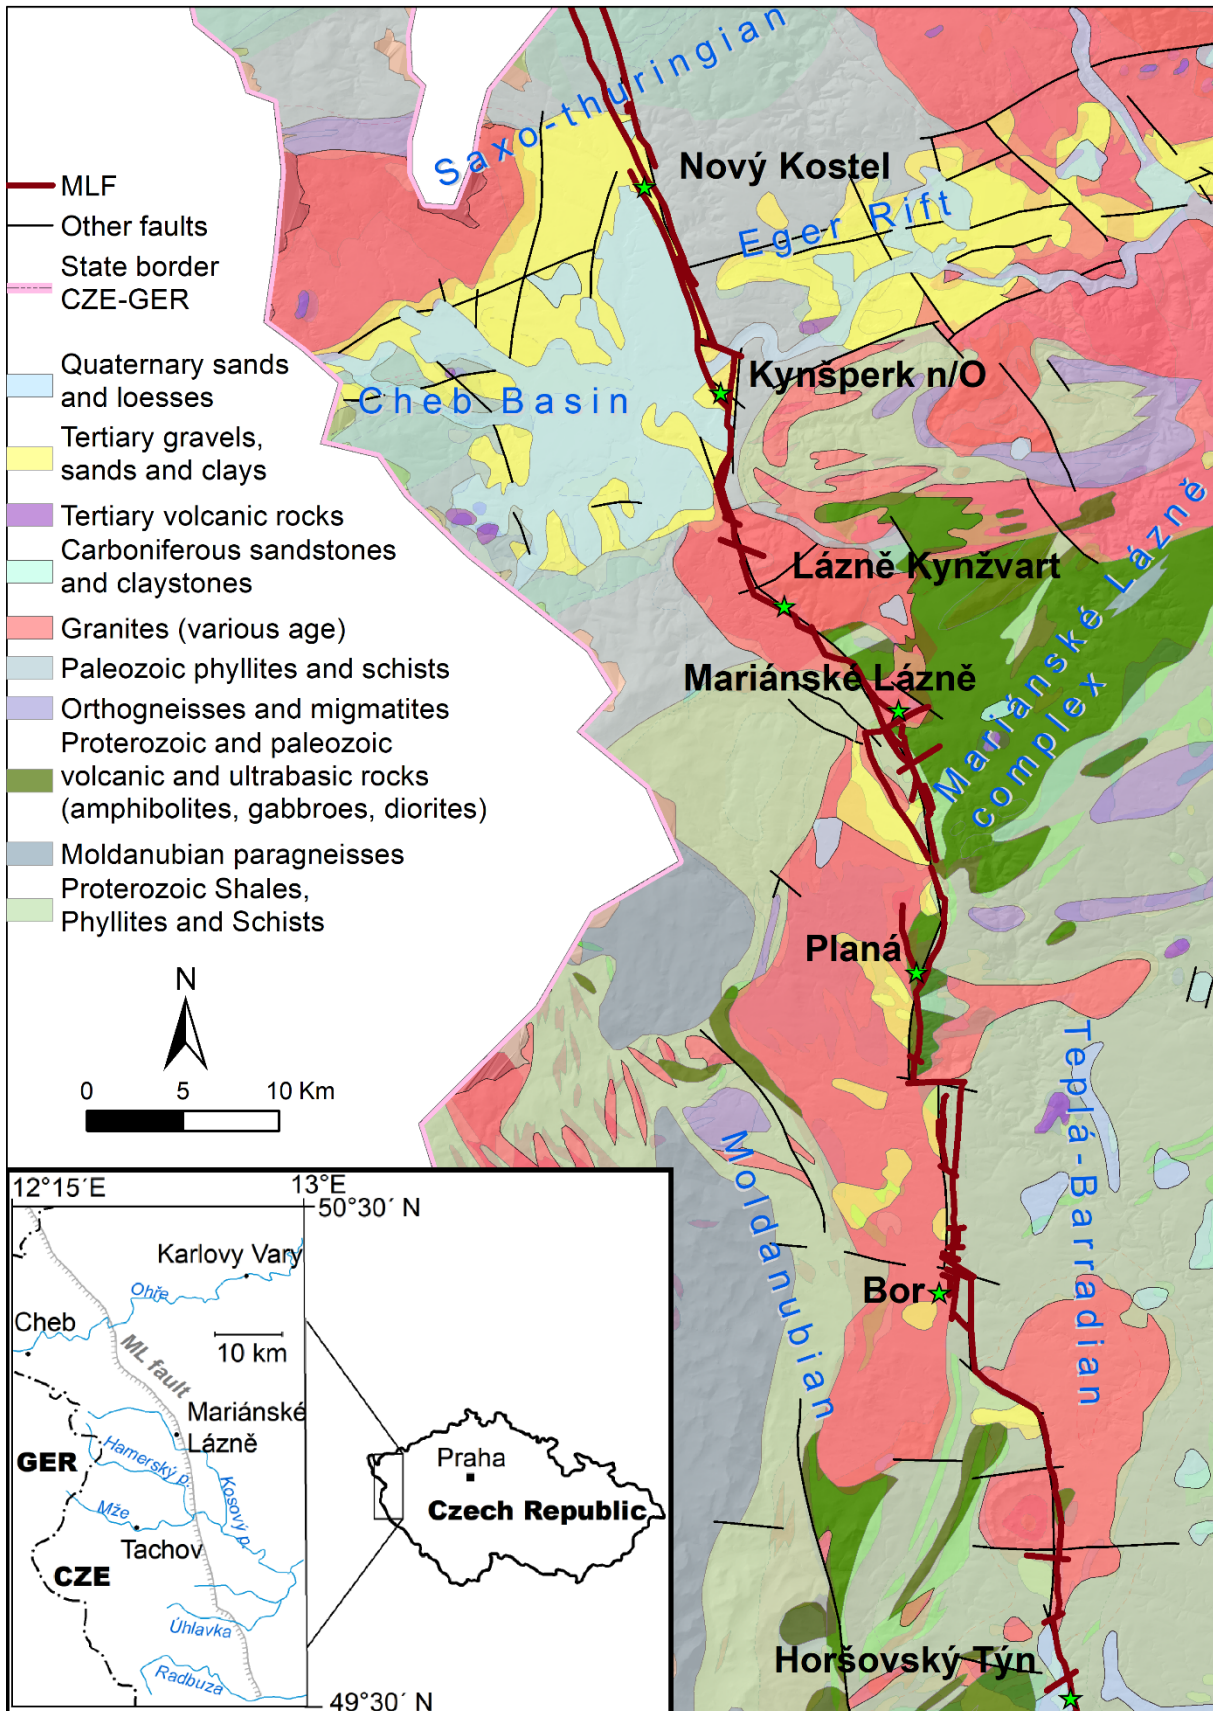 Saxo-thuringian
Nový Kostel
Eger Rift
Kynšperk n/O
Cheb Basin
Lázně Kynžvart
Mariánské Lázně
Mariánské Lázně
complex
Planá
Teplá-Barradian
Moldanubian
Bor
Horšovský Týn
MLF
Other faults
State border
CZE-GER
Quaternary sands
and loesses
Tertiary gravels,
sands and clays
Tertiary volcanic rocks
Carboniferous sandstones
and claystones
Granites (various age)
Paleozoic phyllites and schists
Orthogneisses and migmatites
Proterozoic and paleozoic
volcanic and ultrabasic rocks
(amphibolites, gabbroes, diorites)
Moldanubian paragneisses
Proterozoic Shales,
Phyllites and Schists
N
0 5 10 Km
12°15´E 13°E
50°30´ N
Karlovy Vary
Ohře
Cheb
10 km
ML fault
Mariánské
Lázně
GER
Hamerský p.
Kosový p.
Mže
Tachov
CZE
Úhlavka
Radbuza
49°30´ N
Praha
Czech Republic